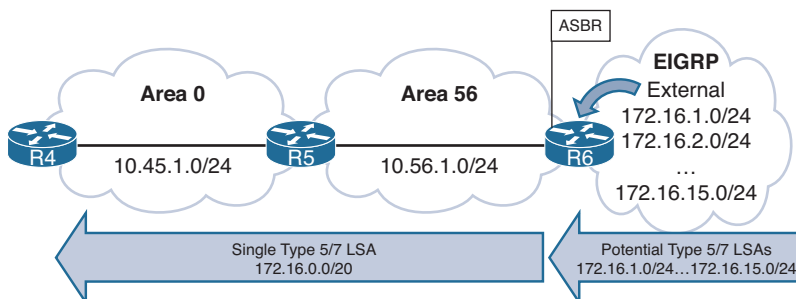 ASBR
Area 0
Area 56
EIGRP
External
172.16.1.0/24
172.16.2.0/24
...
172.16.15.0/24
R4
10.45.1.0/24
R5
10.56.1.0/24
R6
Single Type 5/7 LSA
172.16.0.0/20
Potential Type 5/7 LSAs
172.16.1.0/24...172.16.15.0/24